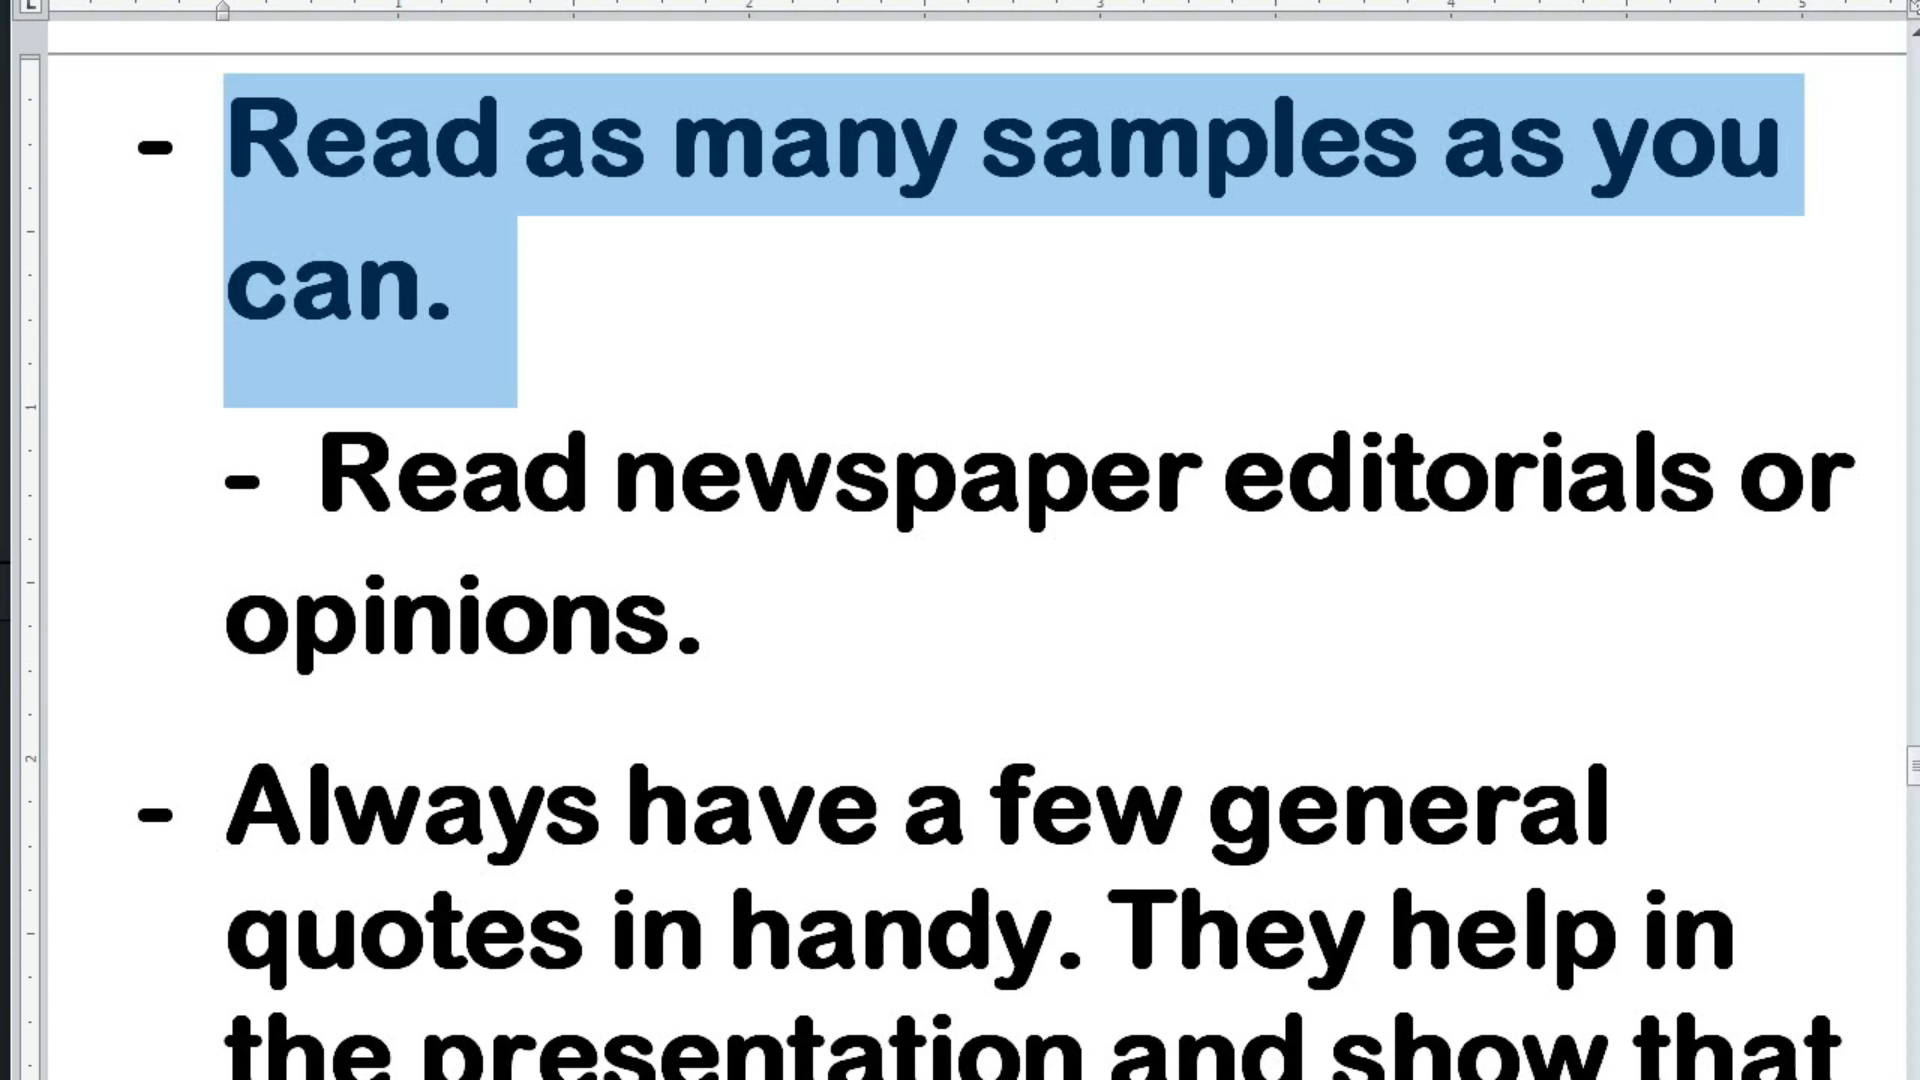 - Read as many samples as you
can.
- Read newspaper editorials or
opinions.
- Always have a few general
quotes in handy. They help in
the presentation and show that